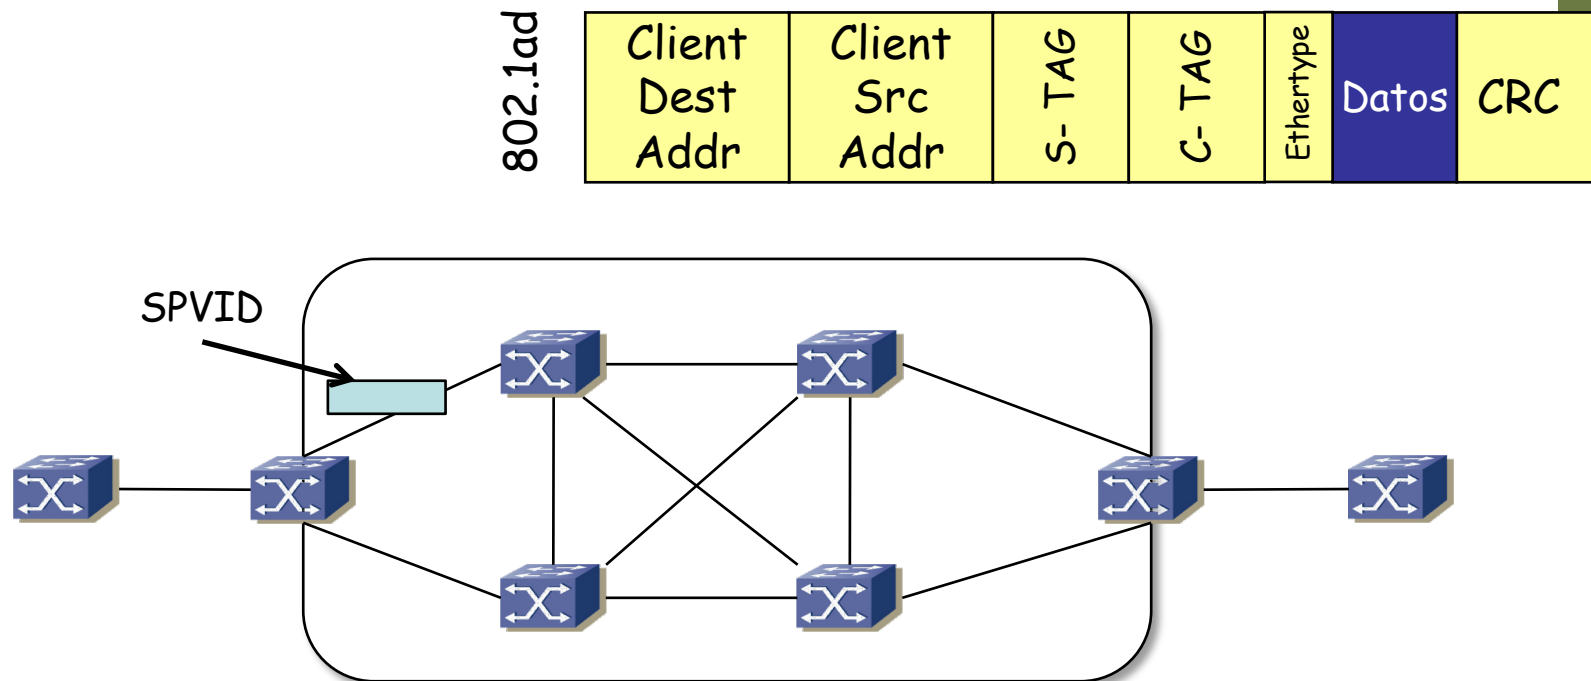 802.1ad
Client
Dest
Addr
Client
Src
Addr
S- TAG
C- TAG
Ethertype
Datos
CRC
SPVID